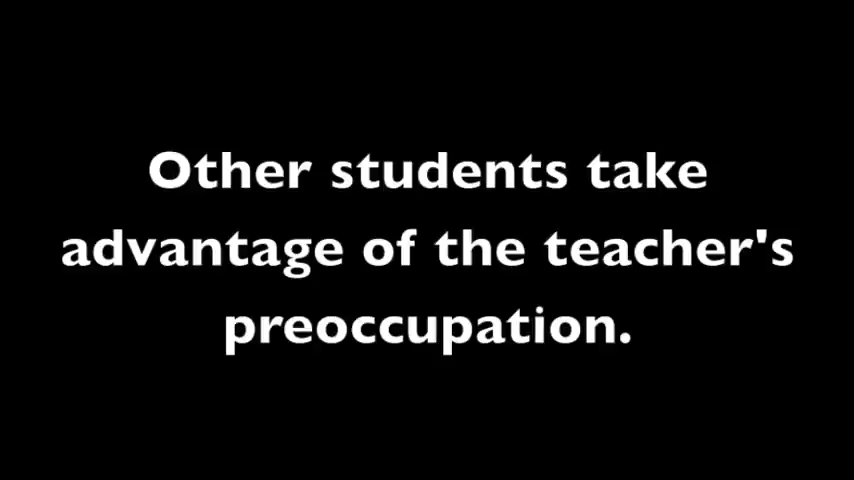 Other students take
advantage of the teacher's
preoccupation.